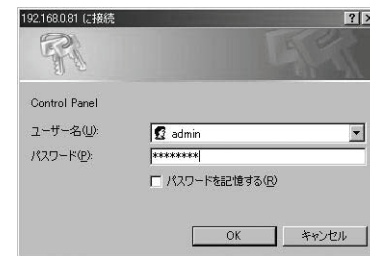 192.168.0.81 に接続
Control Panel
ユーザー名(U):
admin
パスワード(P):
********
パスワードを記憶する(R)
OK
キャンセル